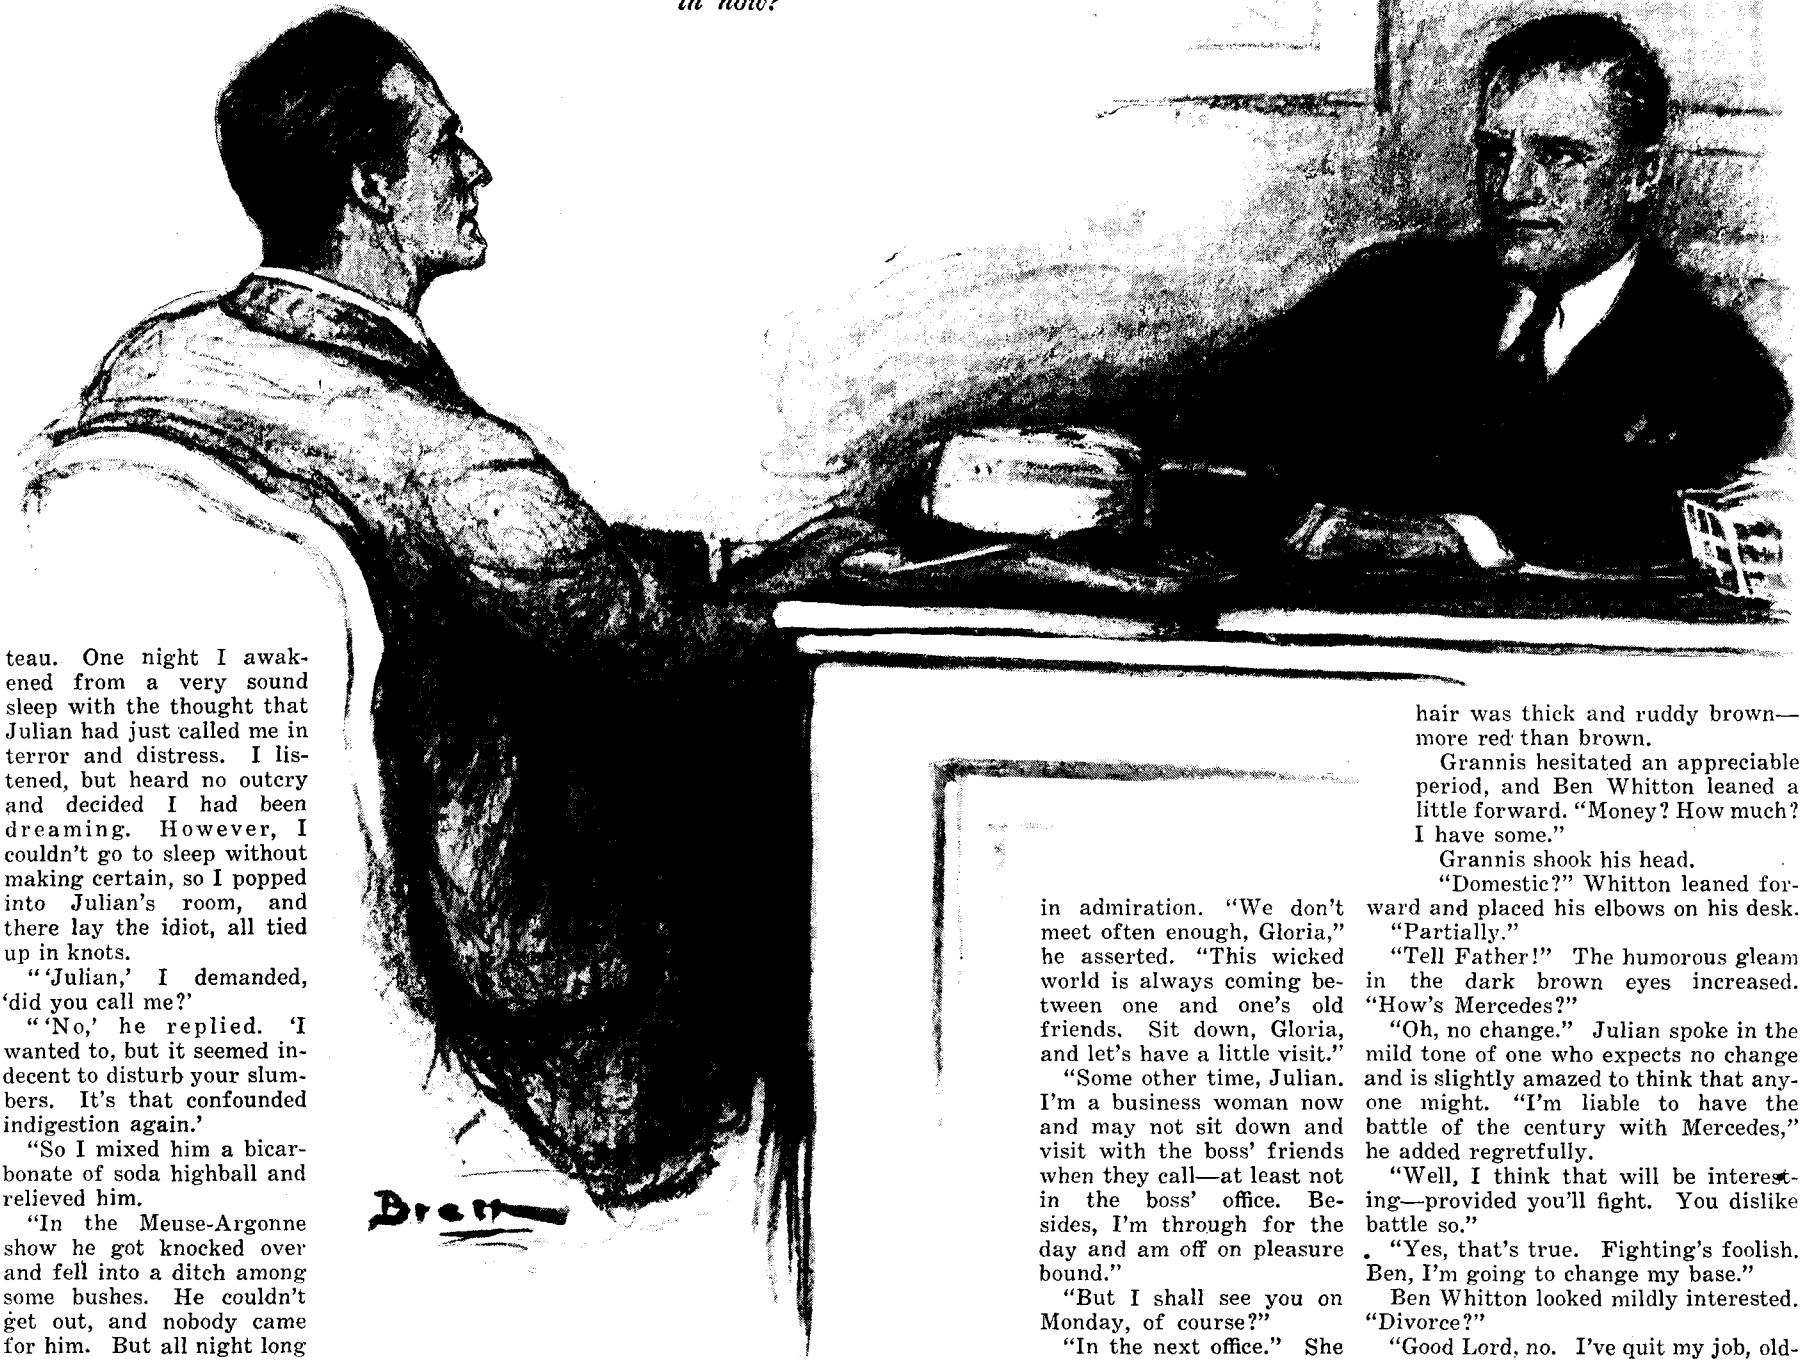 in now?
teau. One night I awak-
ened from a very sound
sleep with the thought that
Julian had just called me in
terror and distress. I lis-
tened, but heard no outcry
and decided I had been
dreaming. However, I
couldn't go to sleep without
making certain, so I popped
into Julian's room, and
there lay the idiot, all tied
up in knots.
“‘Julian,’ I demanded,
‘did you call me?’
“‘No,’ he replied. ‘I
wanted to, but it seemed in-
decent to disturb your slum-
bers. It's that confounded
indigestion again.’
“So I mixed him a bicar-
bonate of soda highball and
relieved him.
“In the Meuse-Argonne
show he got knocked over
and fell into a ditch among
some bushes. He couldn't
get out, and nobody came
for him. But all night long
Brett
in admiration. “We don't
meet often enough, Gloria,”
he asserted. “This wicked
world is always coming be-
tween one and one's old
friends. Sit down, Gloria,
and let's have a little visit.”
“Some other time, Julian.
I'm a business woman now
and may not sit down and
visit with the boss' friends
when they call—at least not
in the boss' office. Be-
sides, I'm through for the
day and am off on pleasure
bound.”
“But I shall see you on
Monday, of course?”
“In the next office.” She
hair was thick and ruddy brown—
more red than brown.
Grannis hesitated an appreciable
period, and Ben Whitton leaned a
little forward. “Money? How much?
I have some.”
Grannis shook his head.
“Domestic?” Whitton leaned for-
ward and placed his elbows on his desk.
“Partially.”
“Tell Father!” The humorous gleam
in the dark brown eyes increased.
“How's Mercedes?”
“Oh, no change.” Julian spoke in the
mild tone of one who expects no change
and is slightly amazed to think that any-
one might. “I'm liable to have the
battle of the century with Mercedes,”
he added regretfully.
“Well, I think that will be interest-
ing—provided you'll fight. You dislike
battle so.”
“Yes, that's true. Fighting's foolish.
Ben, I'm going to change my base.”
Ben Whitton looked mildly interested.
“Divorce?”
“Good Lord, no. I've quit my job, old-